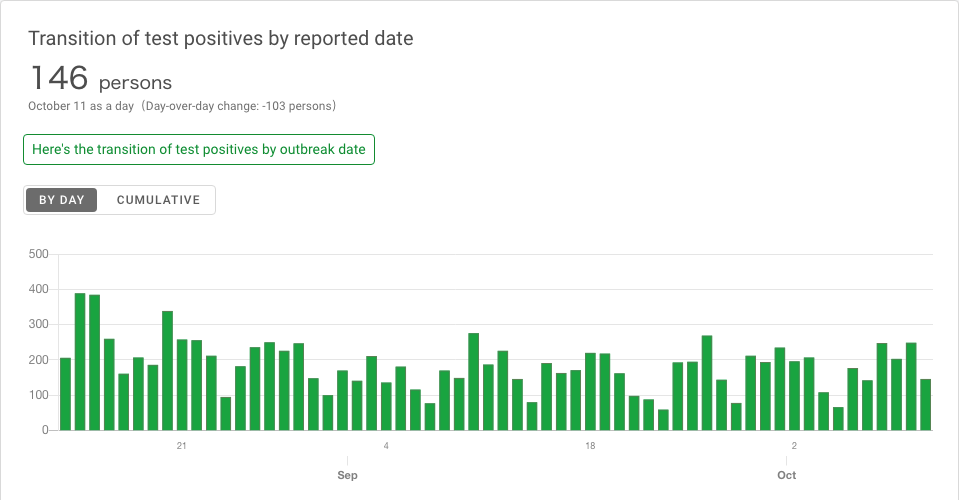 Transition of test positives by reported date
146 persons
October 11 as a day（Day-over-day change: -103 persons)
Here's the transition of test positives by outbreak date
BY DAY CUMULATIVE
500
400
300
200
100
0
21 4 18 2
Sep Oct